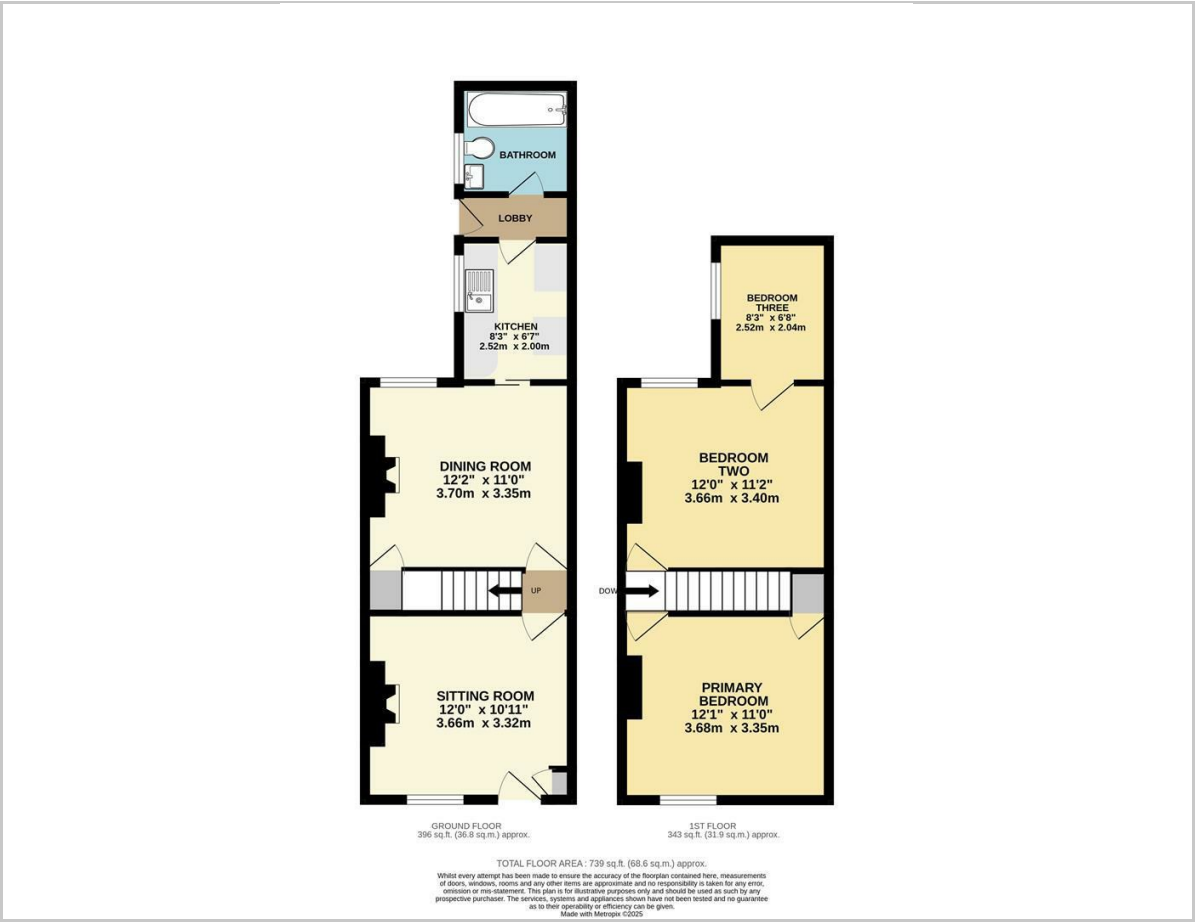 BATHROOM
LOBBY
KITCHEN
8'3" x 6'7"
2.52m x 2.00m
DINING ROOM
12'2" x 11'0"
3.70m x 3.35m
UP
SITTING ROOM
12'0" x 10'11"
3.66m x 3.32m
GROUND FLOOR
396 sq.ft. (36.8 sq.m.) approx.
BEDROOM
THREE
8'3" x 6'8"
2.52m x 2.04m
BEDROOM
TWO
12'0" x 11'2"
3.66m x 3.40m
DOW
PRIMARY
BEDROOM
12'1" x 11'0"
3.68m x 3.35m
1ST FLOOR
343 sq.ft. (31.9 sq.m.) approx.
TOTAL FLOOR AREA : 739 sq.ft. (68.6 sq.m.) approx.
Whilst every attempt has been made to ensure the accuracy of the floorplan contained here, measurements
of doors, windows, rooms and any other items are approximate and no responsibility is taken for any error,
omission or mis-statement. This plan is for illustrative purposes only and should be used as such by any
prospective purchaser. The services, systems and appliances shown have not been tested and no guarantee
as to their operability or efficiency can be given.
Made with Metropix ©2025